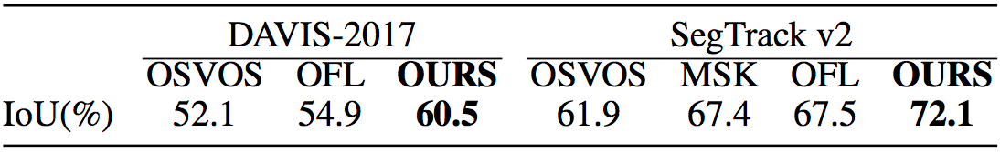 DAVIS-2017 SegTrack v2
OSVOS OFL OURS OSVOS MSK OFL OURS
IoU(%) 52.1 54.9 60.5 61.9 67.4 67.5 72.1